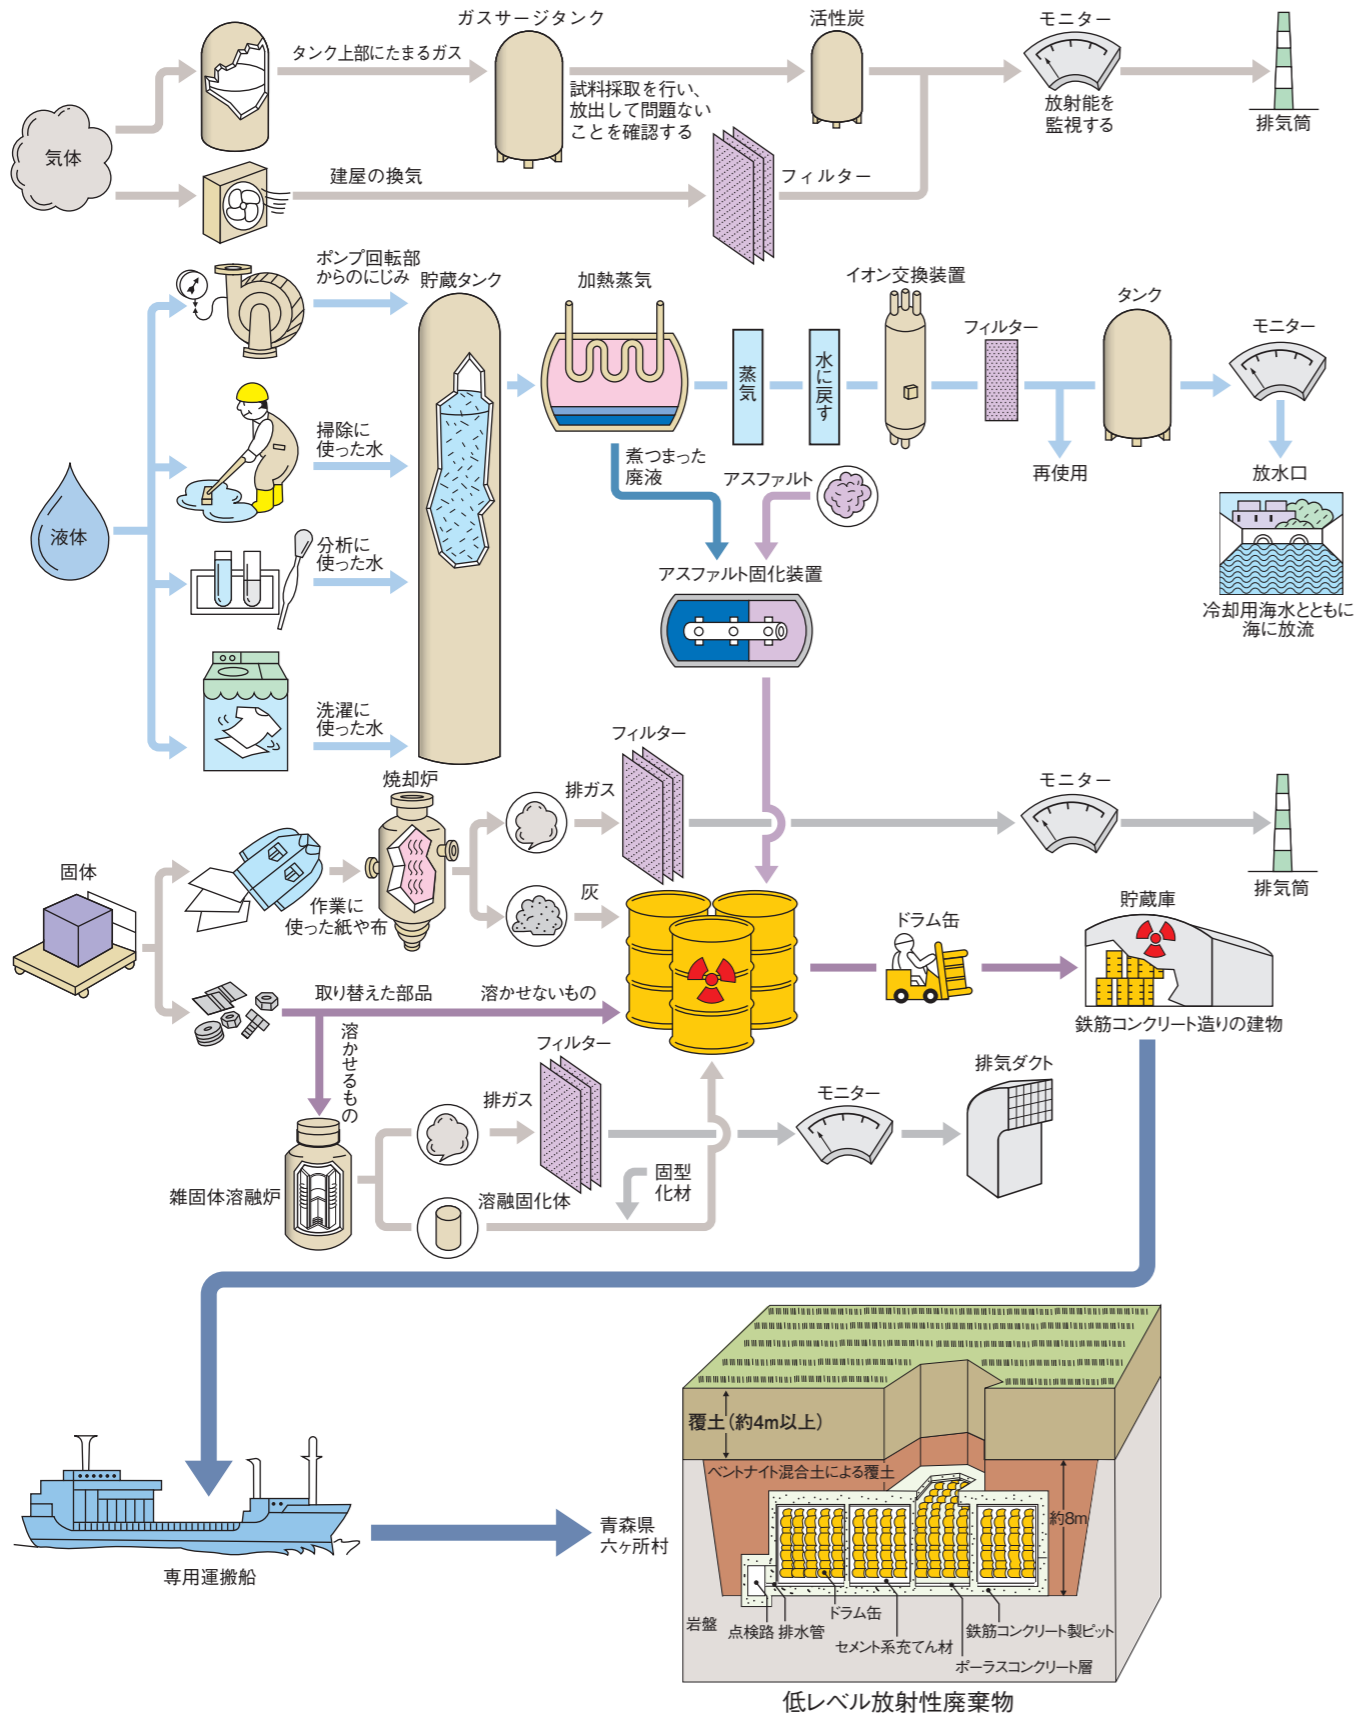 ガスサージタンク
活性炭
モニター
タンク上部にたまるガス
試料採取を行い、
放出して問題ない
ことを確認する
放射能を
監視する
排気筒
気体
建屋の換気
フィルター
ポンプ回転部
からのにじみ
貯蔵タンク
加熱蒸気
イオン交換装置
タンク
フィルター
モニター
蒸気
水に戻す
掃除に
使った水
煮つまった
廃液
アスファルト
再使用
放水口
液体
分析に
使った水
アスファルト固化装置
冷却用海水とともに
海に放流
洗濯に
使った水
フィルター
焼却炉
排ガス
モニター
固体
作業に
使った紙や布
灰
排気筒
貯蔵庫
ドラム缶
取り替えた部品
溶かせないもの
鉄筋コンクリート造りの建物
溶かせるもの
フィルター
排気ダクト
排ガス
モニター
固型
化材
雑固体溶融炉
溶融固化体
覆土(約4m以上)
ベントナイト混合土による覆土
約8m
青森県
六ヶ所村
専用運搬船
岩盤
点検路
排水管
ドラム缶
セメント系充てん材
鉄筋コンクリート製ピット
ポーラスコンクリート層
低レベル放射性廃棄物